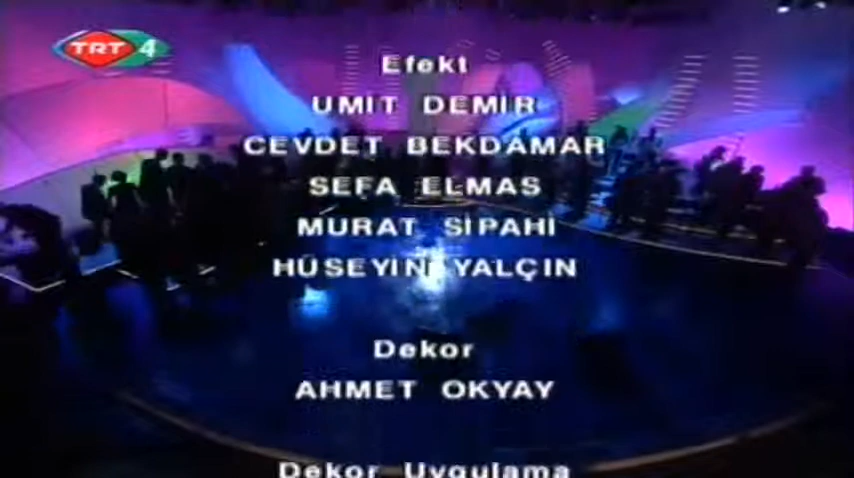 TRT 4
Efekt
UMIT DEMIR
CEVDET BEKDAMAR
SEFA ELMAS
MURAT SIPAHI
HÜSEYIN YALÇIN
Dekor
AHMET OKYAY
Dekor Uygulama